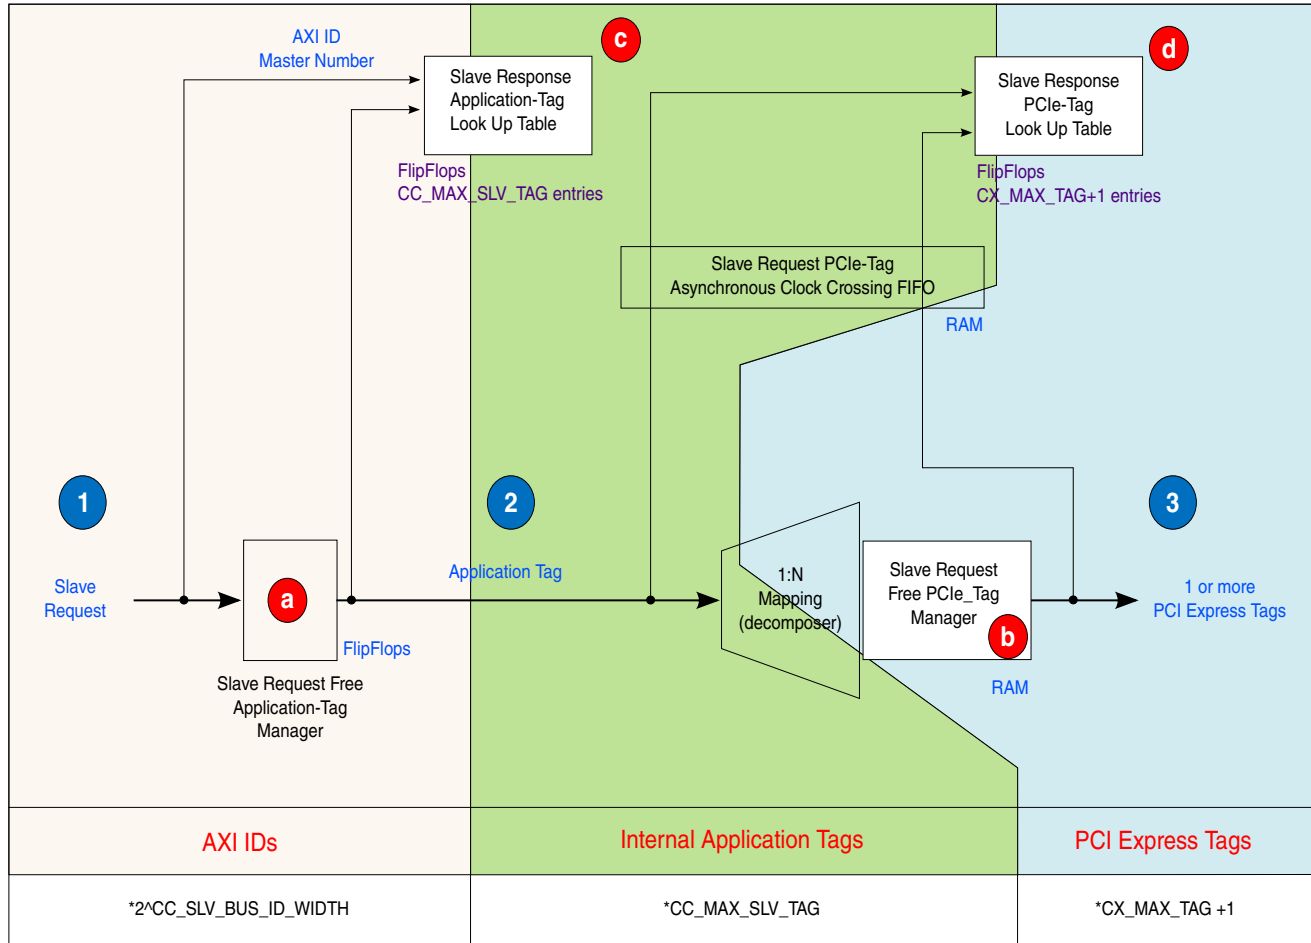 AXI ID
Master Number
c
d
Slave Response
Application-Tag
Look Up Table
Slave Response
PCIe-Tag
Look Up Table
FlipFlops
CC_MAX_SLV_TAG entries
FlipFlops
CX_MAX_TAG+1 entries
Slave Request PCIe-Tag
Asynchronous Clock Crossing FIFO
RAM
1
2
3
Slave
Request
a
FlipFlops
Slave Request Free
Application-Tag
Manager
Application Tag
1:N
Mapping
(decomposer)
Slave Request
Free PCIe_Tag
Manager
b
RAM
1 or more
PCI Express Tags
AXI IDs
Internal Application Tags
PCI Express Tags
*2^CC_SLV_BUS_ID_WIDTH
*CC_MAX_SLV_TAG
*CX_MAX_TAG +1